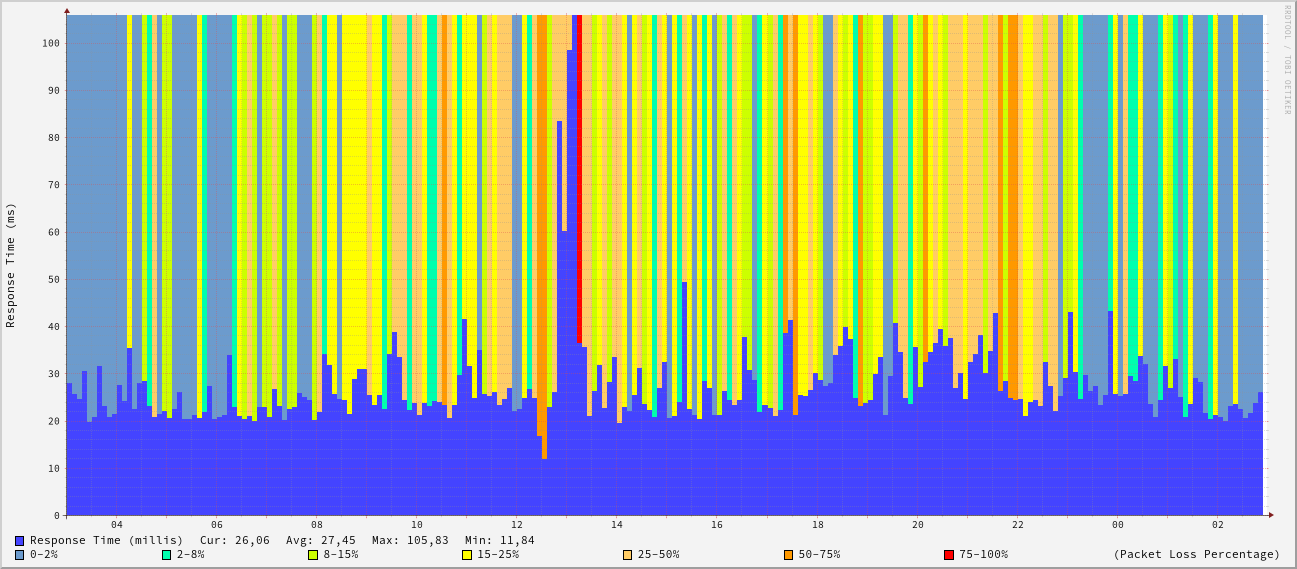 RRDTOOL / TOBI OETIKER
Response Time (ms)
100
90
80
70
60
50
40
30
20
10
0
04 06 08 10 12 14 16 18 20 22 00 02
Response Time (millis) Cur: 26,06 Avg: 27,45 Max: 105,83 Min: 11,84
0-2% 2-8% 8-15% 15-25% 25-50% 50-75% 75-100% (Packet Loss Percentage)